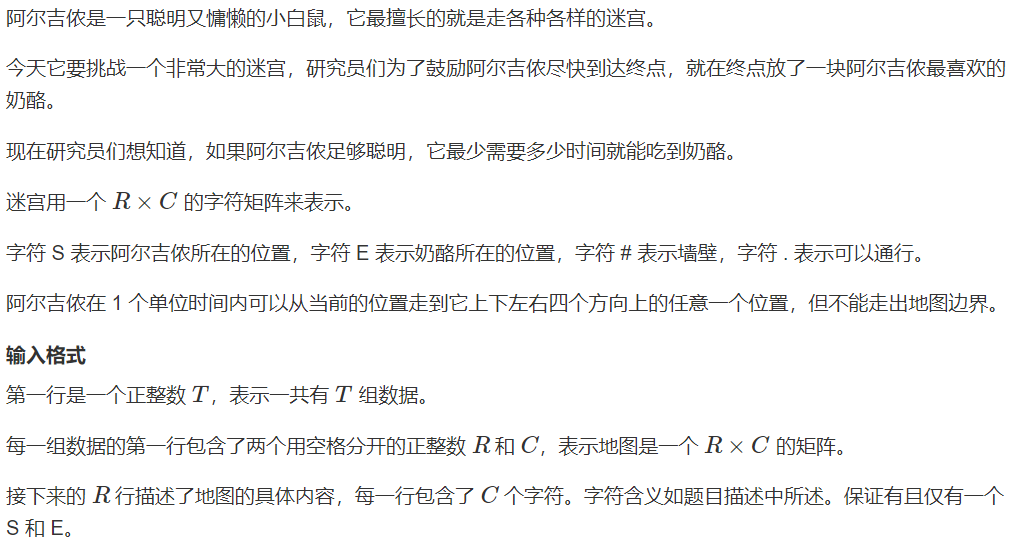 阿尔吉侬是一只聪明又慵懒的小白鼠，它最擅长的就是走各种各样的迷宫。
今天它要挑战一个非常大的迷宫，研究员们为了鼓励阿尔吉侬尽快到达终点，就在终点放了一块阿尔吉侬最喜欢的
奶酪。
现在研究员们想知道，如果阿尔吉侬足够聪明，它最少需要多少时间就能吃到奶酪。
迷宫用一个 R × C 的字符矩阵来表示。
字符 S 表示阿尔吉侬所在的位置，字符 E 表示奶酪所在的位置，字符 # 表示墙壁，字符 . 表示可以通行。
阿尔吉侬在 1 个单位时间内可以从当前的位置走到它上下左右四个方向上的任意一个位置，但不能走出地图边界。
输入格式
第一行是一个正整数 T，表示一共有 T 组数据。
每一组数据的第一行包含了两个用空格分开的正整数 R 和 C，表示地图是一个 R × C 的矩阵。
接下来的 R 行描述了地图的具体内容，每一行包含了 C 个字符。字符含义如题目描述中所述。保证有且仅有一个
S 和 E。